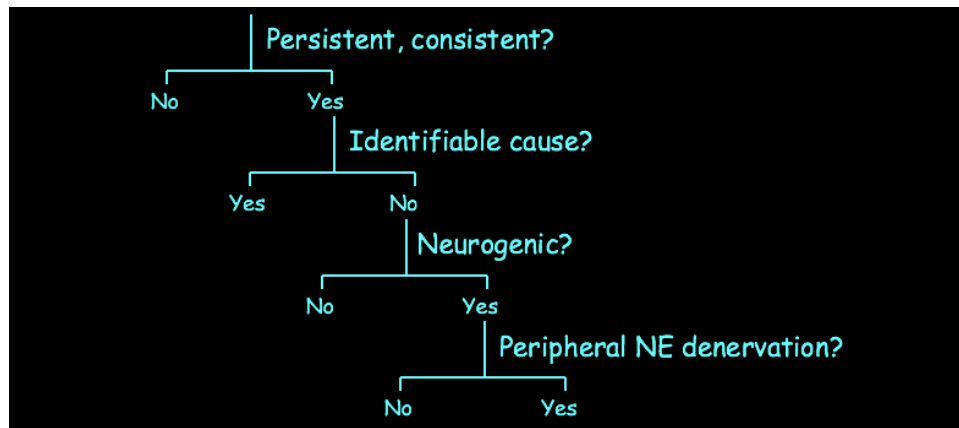 Persistent, consistent?
No Yes
Identifiable cause?
Yes No
Neurogenic?
No Yes
Peripheral NE denervation?
No Yes